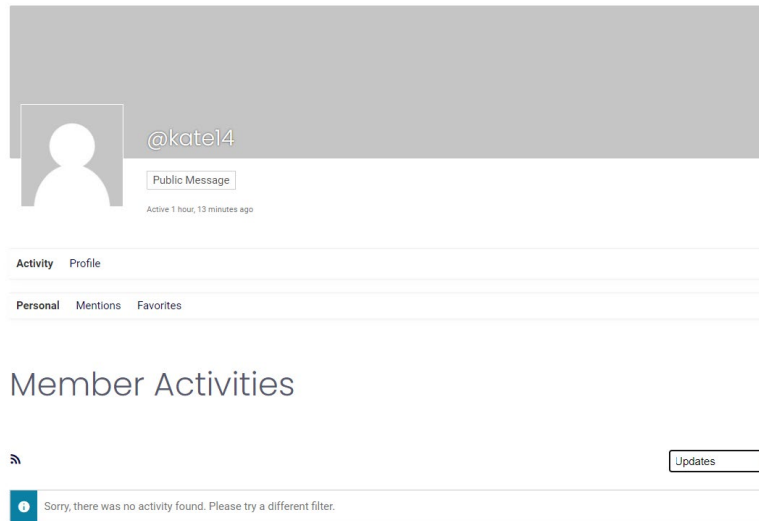 @kate14
Public Message
Active 1 hour, 13 minutes ago
Activity Profile
Personal Mentions Favorites
Member Activities
Updates
Sorry, there was no activity found. Please try a different filter.